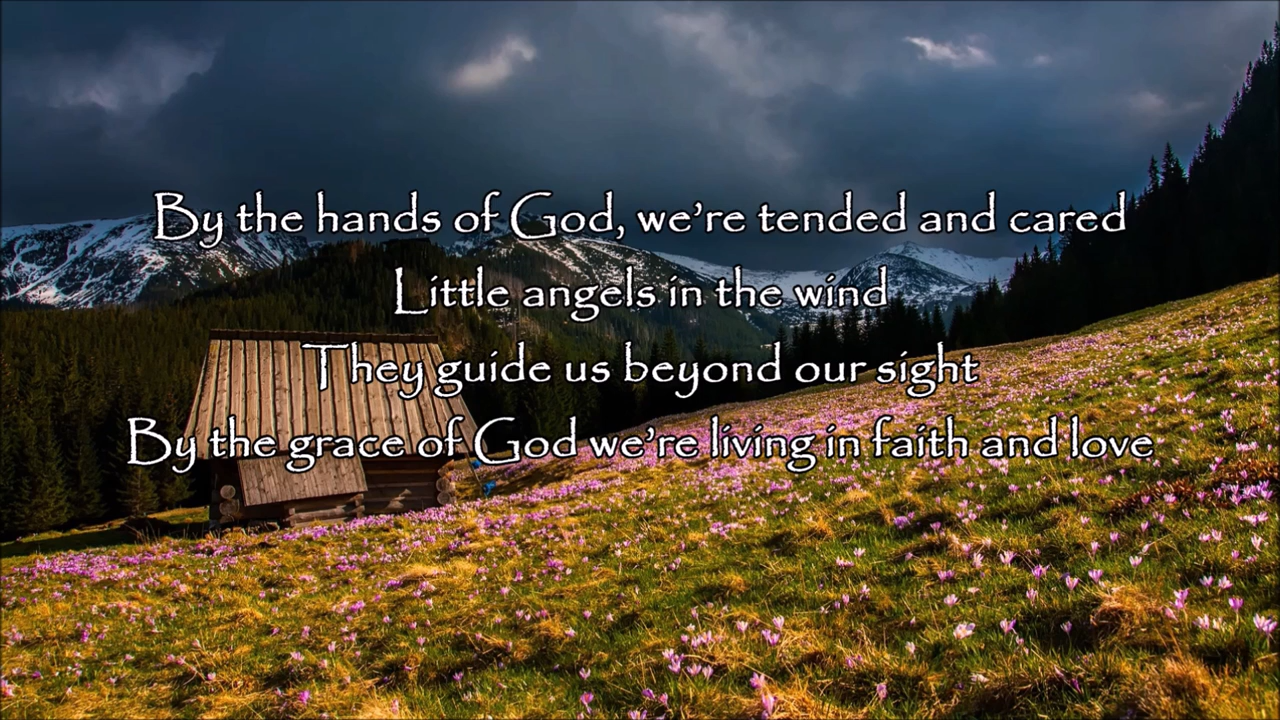 By the hands of God, we're tended and cared
Little angels in the wind
They guide us beyond our sight
By the grace of God we're living in faith and love